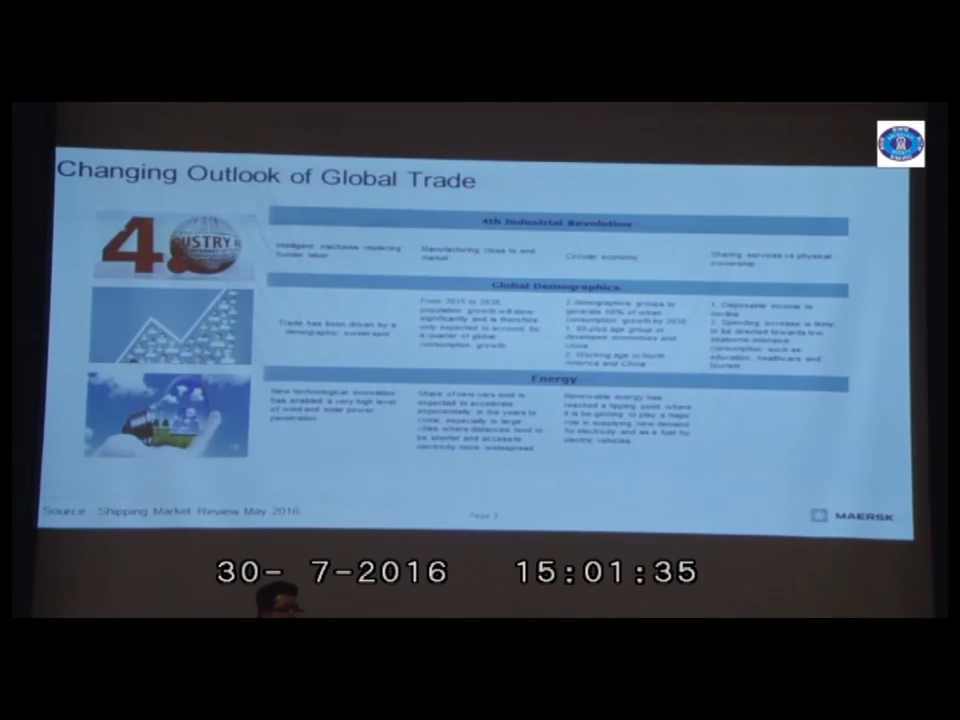 Changing Outlook of Global Trade
4.
USTRY 4
4th Industrial Revolution
Intelligent machines replacing
human labor
Manufacturing close to end
market
Circular economy
Sharing services vs physical
ownership
Global Demographics
Trade has been driven by a
demographic sweet spot
From 2015 to 2030,
population growth will slow
significantly and is therefore
only expected to account for
a quarter of global
consumption growth
2 demographics groups to
generate 60% of urban
consumption growth by 2030
1. 60-plus age group in
developed economies and
china
2. Working age in North
America and China
1. Disposable income to
decline
2. Spending increase is likely
to be directed towards low
seaborne-intensive
consumption such as
education, healthcare and
tourism
Energy
New technological innovation
has enabled a very high level
of wind and solar power
penetration
Share of new cars sold is
expected to accelerate
exponentially in the years to
come, especially in large
cities where distances tend to
be shorter and access to
electricity more widespread
Renewable energy has
reached a tipping point where
it is beginning to play a major
role in supplying new demand
for electricity and as a fuel for
electric vehicles
Source : Shipping Market Review May 2016
Page 3
MAERSK
30- 7-2016 15:01:35